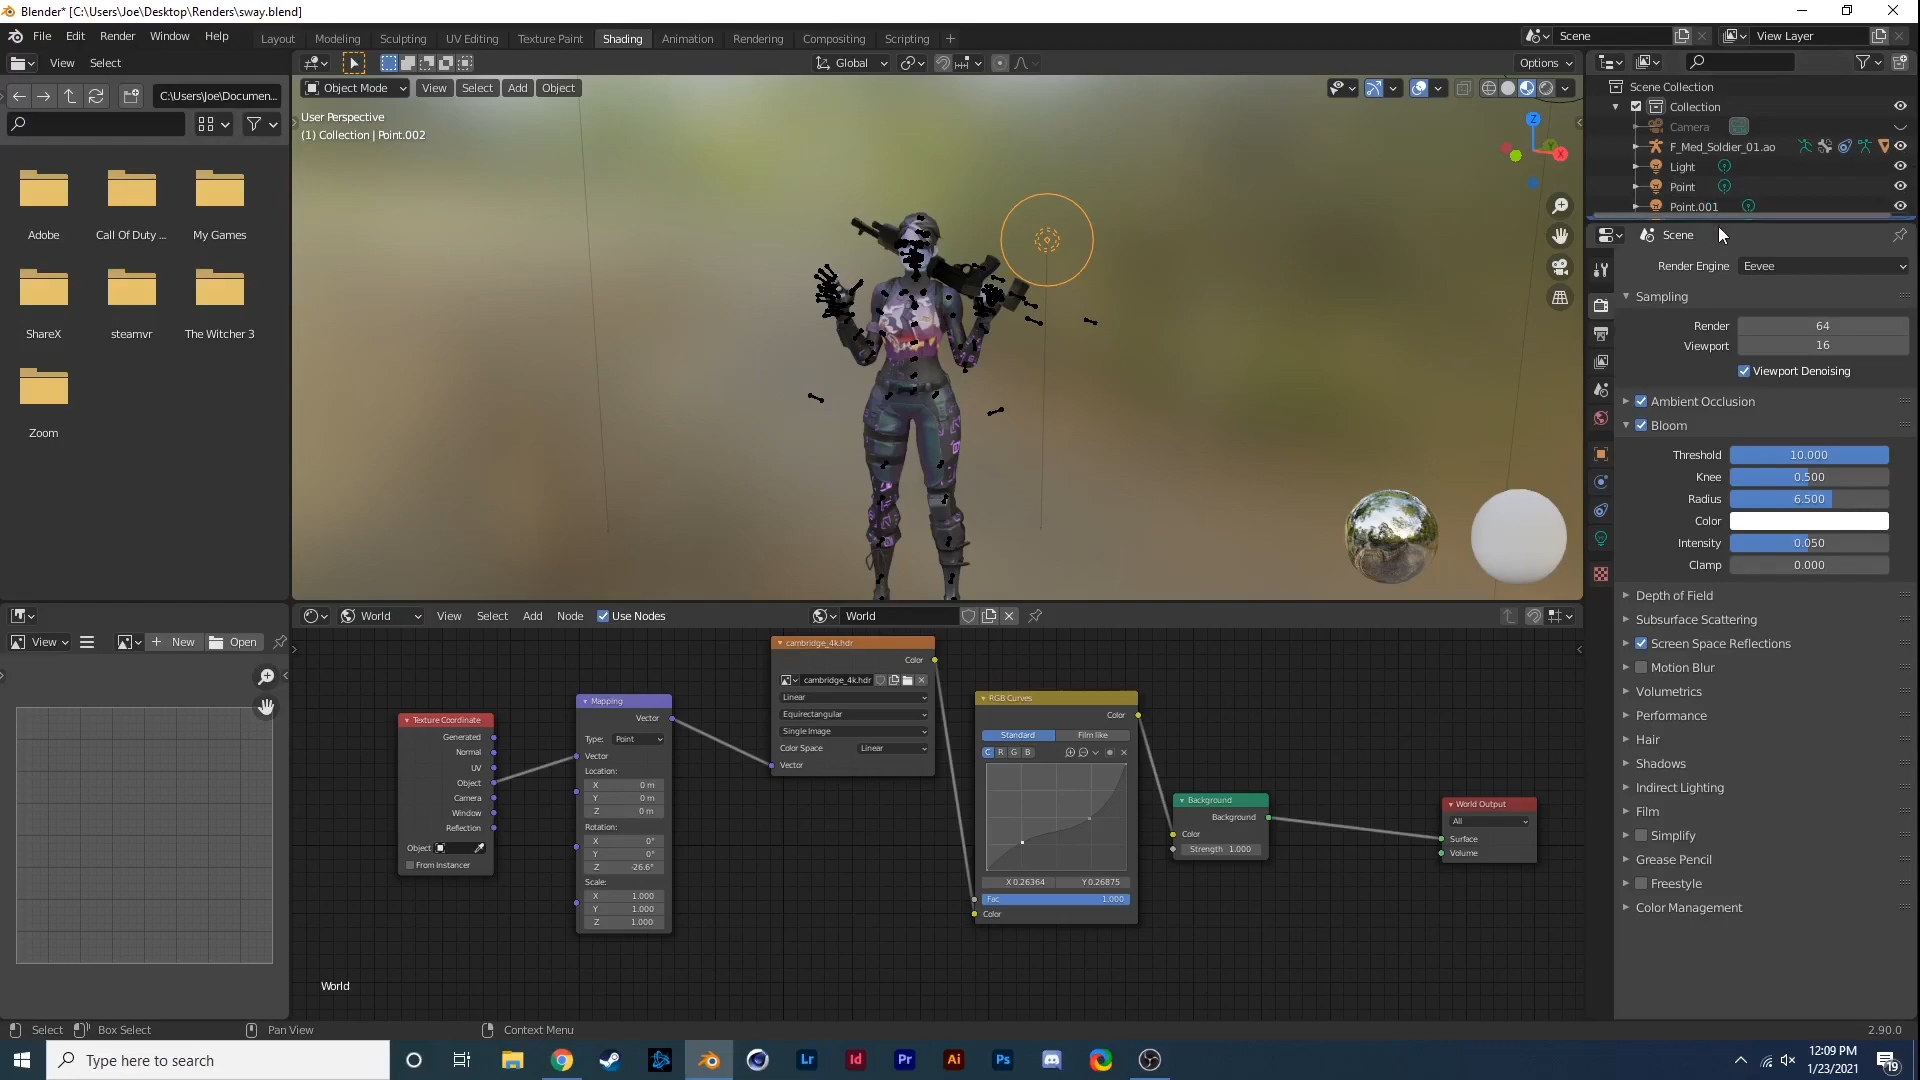 Blender* [C:\Users\Joe\Desktop\Renders\sway.blend]
File Edit Render Window Help
Layout Modeling Sculpting UV Editing Texture Paint Shading Animation Rendering Compositing Scripting +
Scene
View Layer
View Select
Global
Options
C:\Users\Joe\Documen...
Object Mode View Select Add Object
User Perspective
(1) Collection | Point.002
Z
Y
X
Adobe
Call Of Duty ...
My Games
ShareX
steamvr
The Witcher 3
Zoom
Scene Collection
Collection
Camera
F_Med_Soldier_01.ao
Light
Point
Point.001
Scene
Render Engine Eevee
Sampling
Render 64
Viewport 16
Viewport Denoising
Ambient Occlusion
Bloom
Threshold 10.000
Knee 0.500
Radius 6.500
Color
Intensity 0.050
Clamp 0.000
Depth of Field
Subsurface Scattering
Screen Space Reflections
Motion Blur
Volumetrics
Performance
Hair
Shadows
Indirect Lighting
Film
Simplify
Grease Pencil
Freestyle
Color Management
View
+ New
Open
World View Select Add Node Use Nodes
World
Texture Coordinate
Generated
Normal
UV
Object
Camera
Window
Reflection
Object
From Instancer
Mapping
Vector
Type: Point
Vector
Location:
X 0 m
Y 0 m
Z 0 m
Rotation:
X 0°
Y 0°
Z -26.6°
Scale:
X 1.000
Y 1.000
Z 1.000
cambridge_4k.hdr
Color
cambridge_4k.hdr
Linear
Equirectangular
Single Image
Color Space Linear
Vector
RGB Curves
Color
Standard Film like
C R G B
X 0.26364 Y 0.26875
Fac 1.000
Color
Background
Background
Color
Strength 1.000
World Output
All
Surface
Volume
World
Select
Box Select
Pan View
Context Menu
2.90.0
Type here to search
Lr
Id
Pr
Ai
Ps
12:09 PM
1/23/2021
19